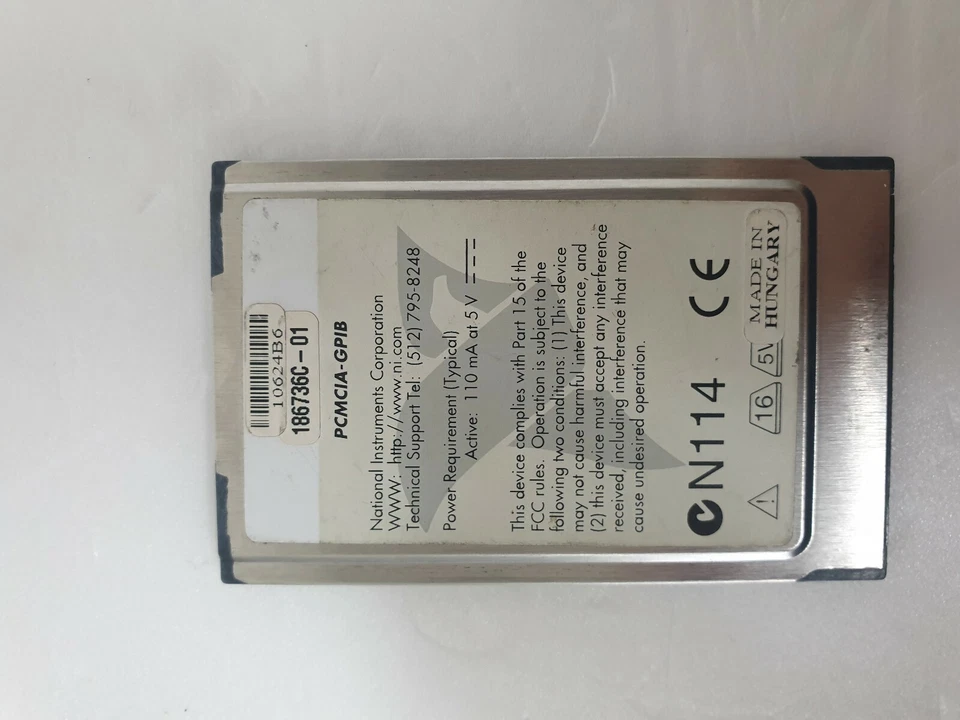 10624B6
186736C-01
PCMCIA-GPIB
National Instruments Corporation
WWW: http://www.ni.com
Technical Support Tel: (512) 795-8248
Power Requirement (Typical)
Active: 110 mA at 5 V
This device complies with Part 15 of the
FCC rules. Operation is subject to the
following two conditions: (1) This device
may not cause harmful interference, and
(2) this device must accept any interference
received, including interference that may
cause undesired operation.
N114 CE
16 5V MADE IN
HUNGARY